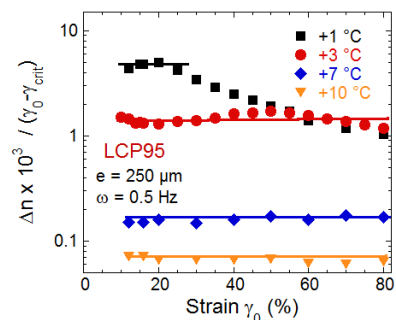 +1 °C
+3 °C
+7 °C
+10 °C
10
1
0.1
Δn x 10³ / (γ₀-γcrit)
LCP95
e = 250 µm
ω = 0.5 Hz
0 20 40 60 80
Strain γ₀ (%)